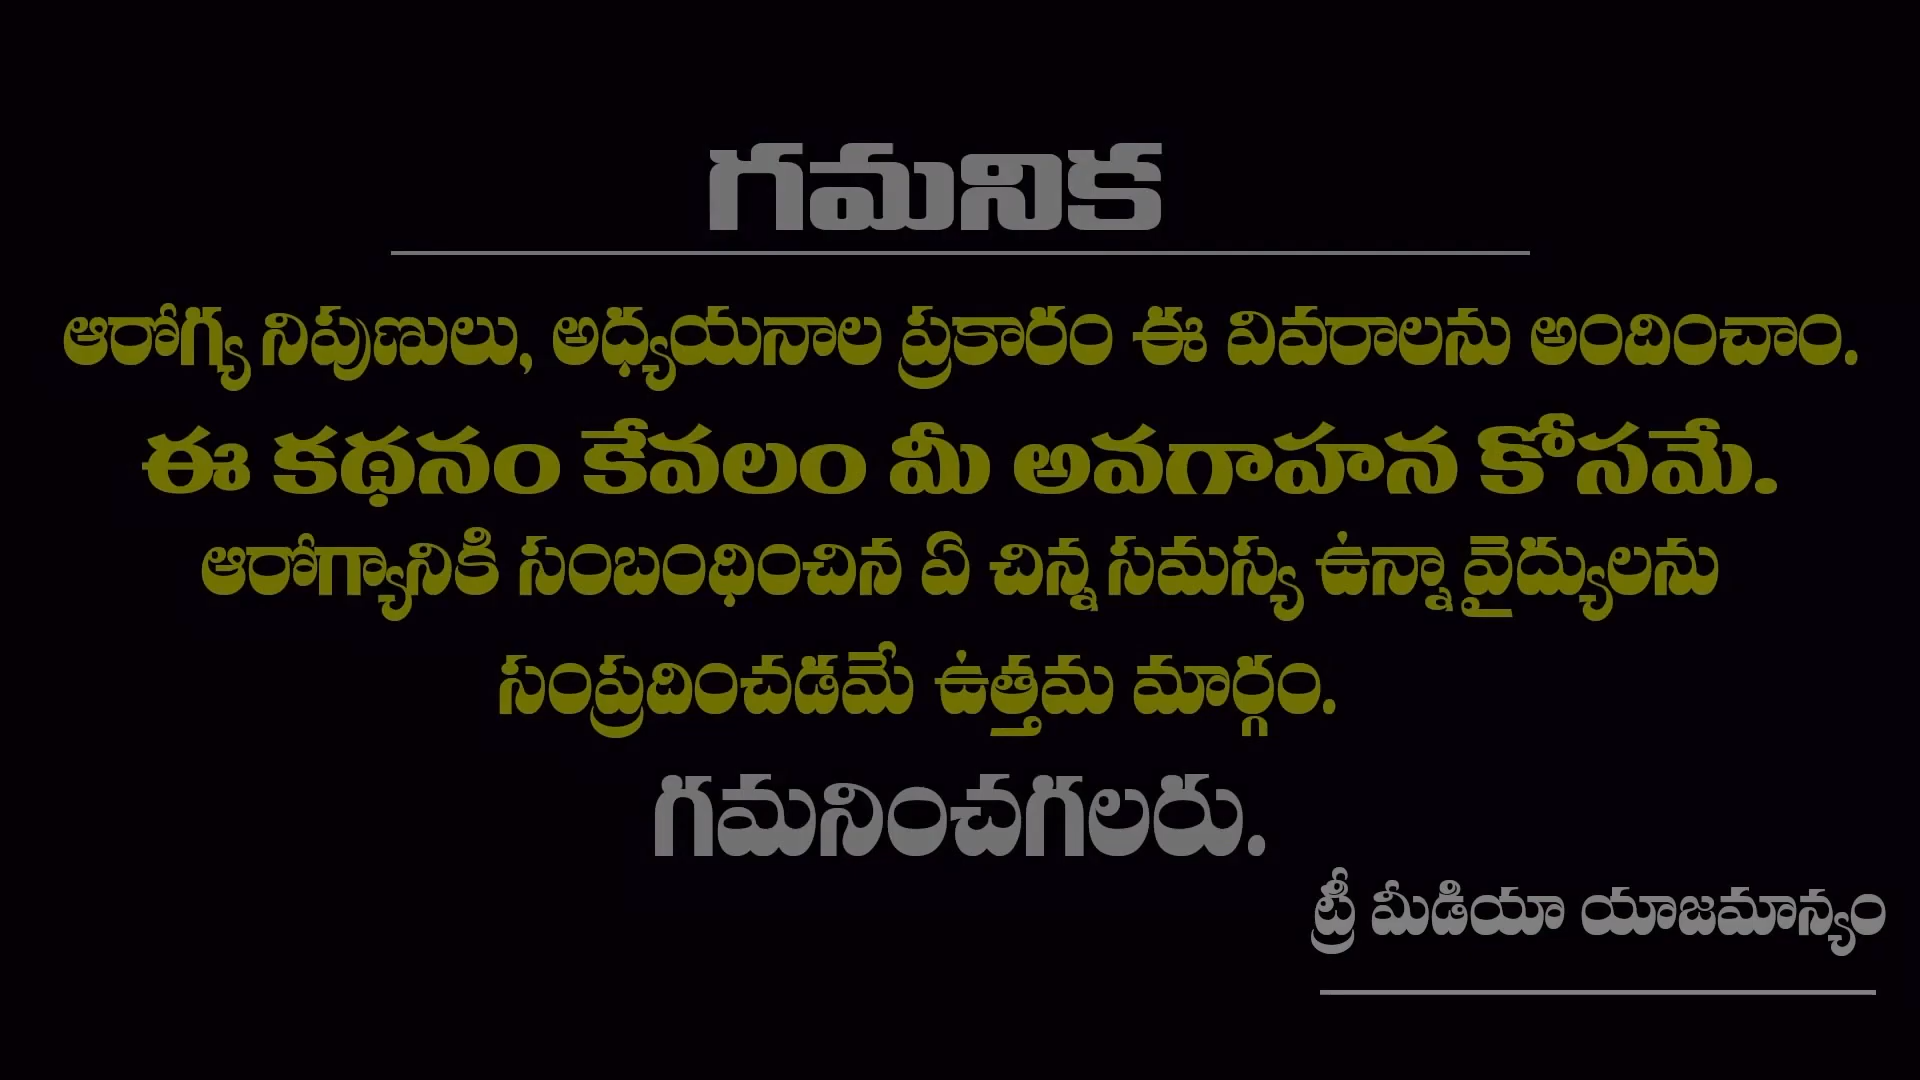 గమనిక
ఆరోగ్య నిపుణులు, అధ్యయనాల ప్రకారం ఈ వివరాలను అందించాం.
ఈ కథనం కేవలం మీ అవగాహన కోసమే.
ఆరోగ్యానికి సంబంధించిన ఏ చిన్న సమస్య ఉన్నా వైద్యులను
సంప్రదించడమే ఉత్తమ మార్గం.
గమనించగలరు.
ట్రీ మీడియా యాజమాన్యం